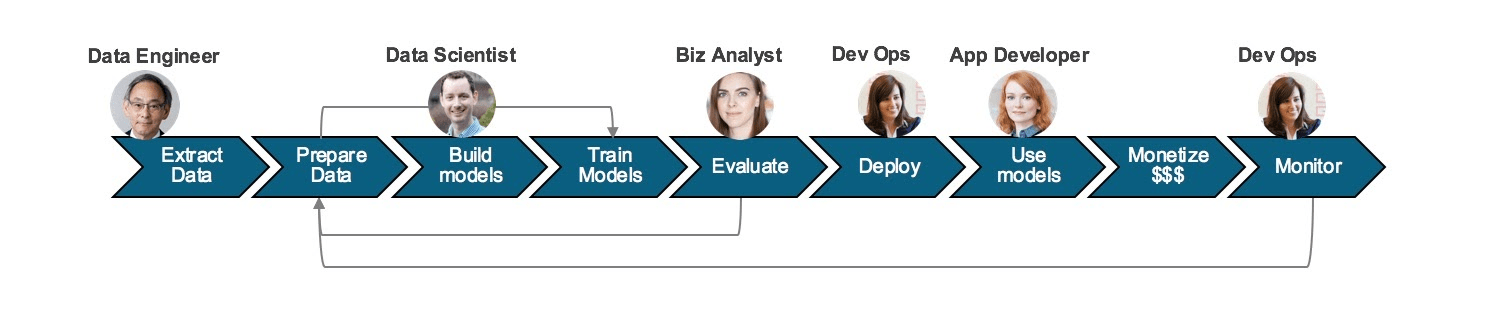 Data Engineer
Data Scientist
Biz Analyst
Dev Ops
App Developer
Dev Ops
Extract
Data
Prepare
Data
Build
models
Train
Models
Evaluate
Deploy
Use
models
Monetize
$$$
Monitor